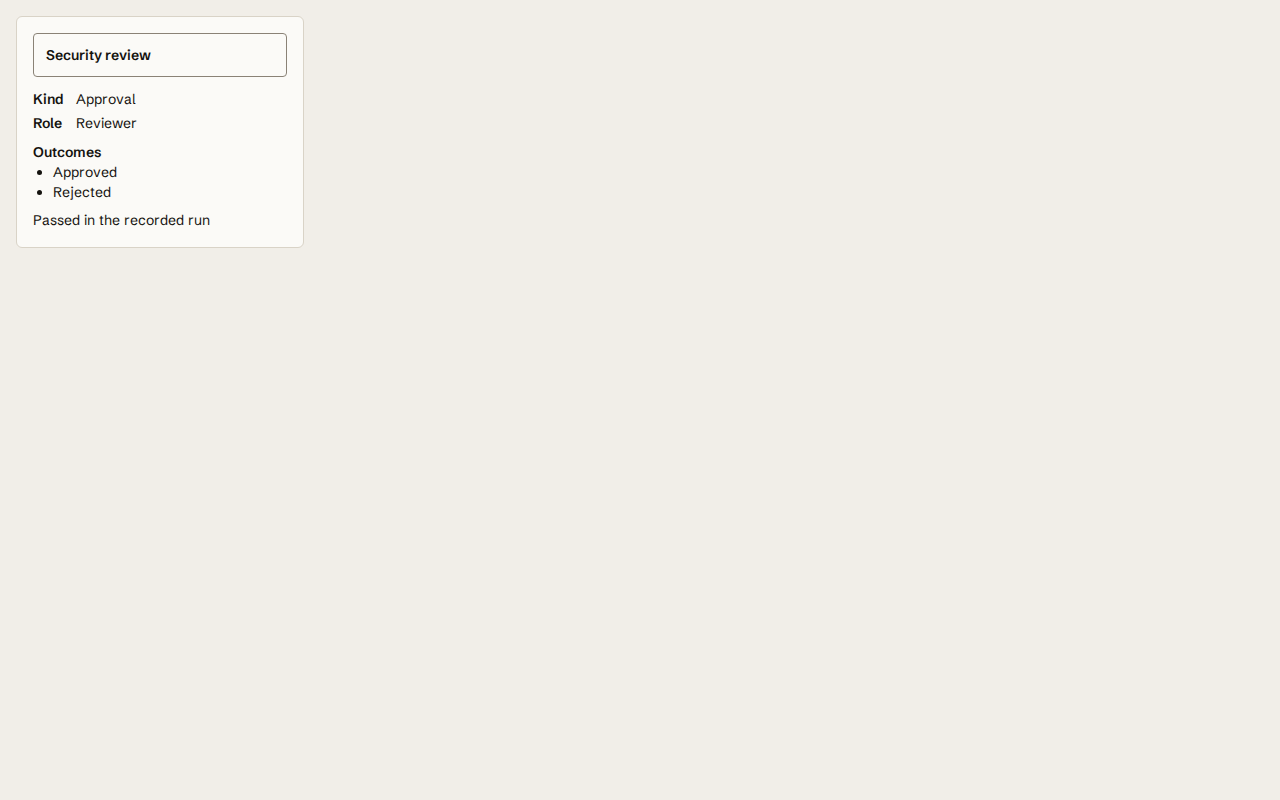 Security review
Kind Approval
Role Reviewer
Outcomes
Approved
Rejected
Passed in the recorded run